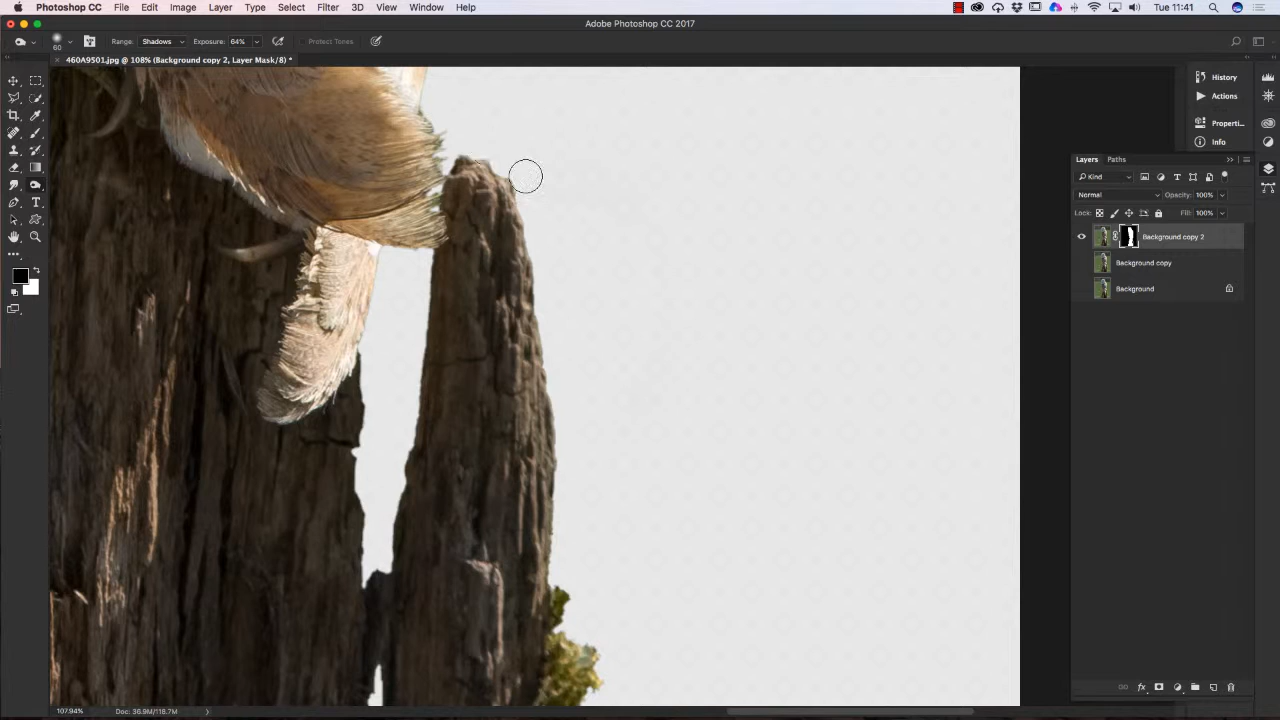 Photoshop CC File Edit Image Layer Type Select Filter 3D View Window Help Tue 11:41
Adobe Photoshop CC 2017
60 Range: Shadows Exposure: 64% Protect Tones
460A9501.jpg @ 108% (Background copy 2, Layer Mask/8) *
History
Actions
Properti...
Info
Layers Paths
Kind
Normal Opacity: 100%
Lock: Fill: 100%
Background copy 2
Background copy
Background
107.94% Doc: 36.9M/118.7M